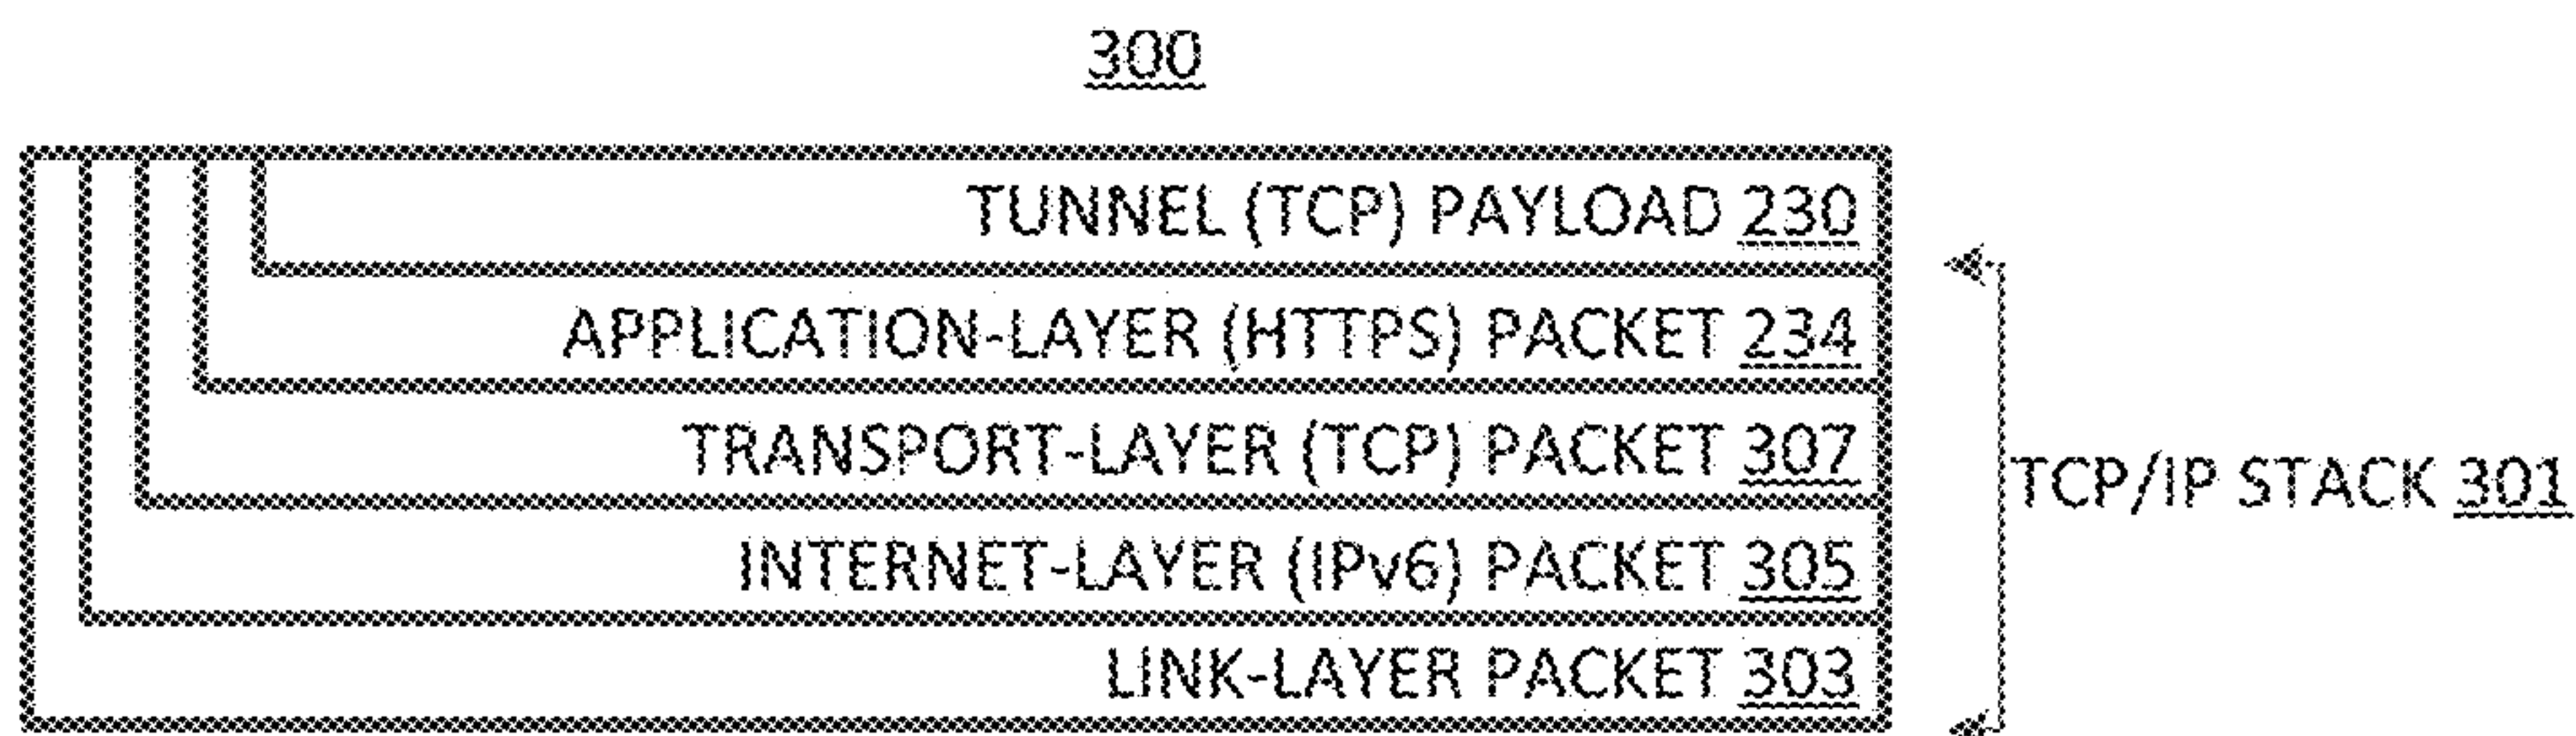 300
TUNNEL (TCP) PAYLOAD 230
APPLICATION-LAYER (HTTPS) PACKET 234
TRANSPORT-LAYER (TCP) PACKET 307
TCP/IP STACK 301
INTERNET-LAYER (IPv6) PACKET 305
LINK-LAYER PACKET 303